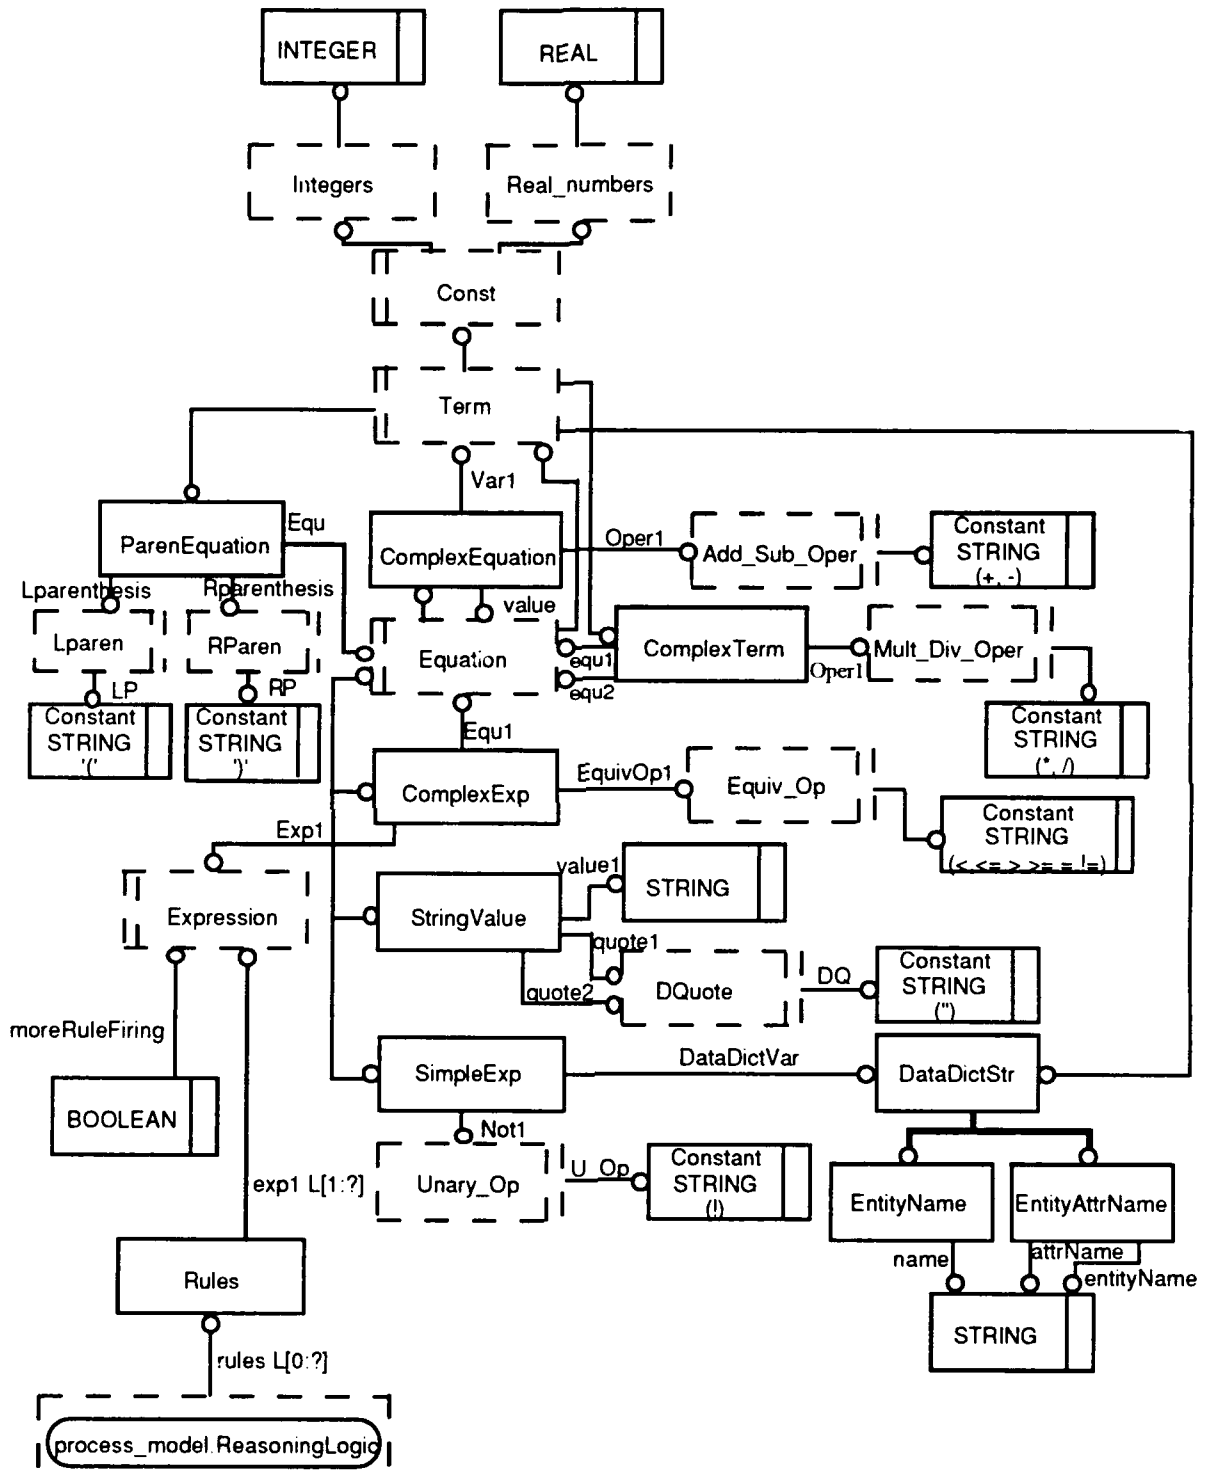 INTEGER
REAL
Integers
Real_numbers
Const
Term
Var1
ParenEquation
Equ
ComplexEquation
Oper1
Add_Sub_Oper
Constant
STRING
(+, -)
Lparenthesis
Rparenthesis
value
Lparen
RParen
Equation
equ1
equ2
ComplexTerm
Oper1
Mult_Div_Oper
LP
RP
Constant
STRING
'('
Constant
STRING
')'
Constant
STRING
(*, /)
Equ1
ComplexExp
EquivOp1
Equiv_Op
Constant
STRING
(< <= > >= = !=)
Exp1
Expression
StringValue
value1
STRING
quote1
quote2
DQuote
DQ
Constant
STRING
(")
moreRuleFiring
BOOLEAN
SimpleExp
DataDictVar
DataDictStr
Not1
Unary_Op
U_Op
Constant
STRING
(!)
exp1 L[1:?]
EntityName
EntityAttrName
name
attrName
entityName
STRING
Rules
rules L[0:?]
process_model.ReasoningLogic